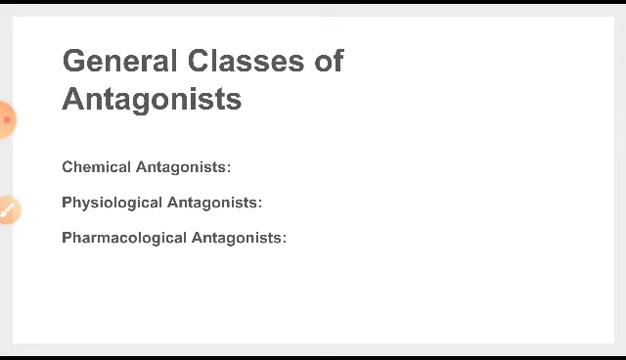 General Classes of
Antagonists
Chemical Antagonists:
Physiological Antagonists:
Pharmacological Antagonists: